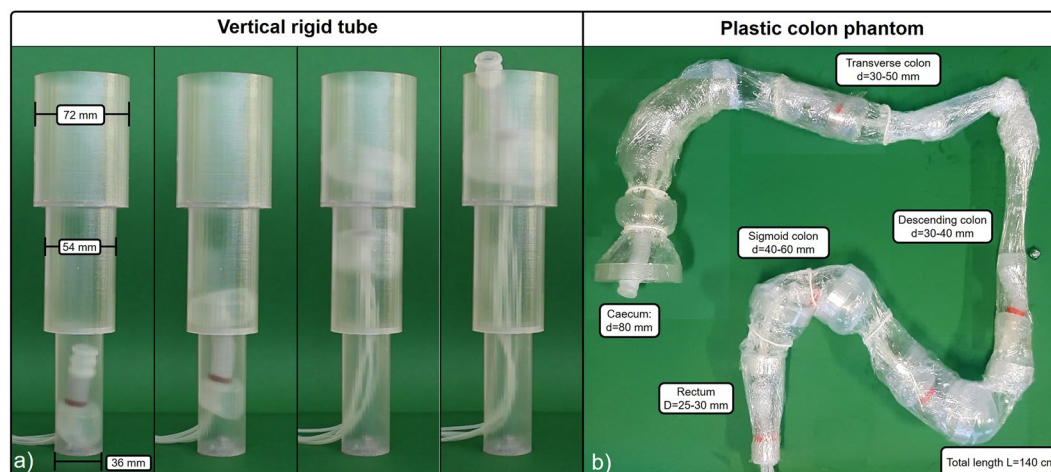 Vertical rigid tube
Plastic colon phantom
72 mm
54 mm
36 mm
a)
Transverse colon
d=30-50 mm
Descending colon
d=30-40 mm
Sigmoid colon
d=40-60 mm
Caecum:
d=80 mm
Rectum
D=25-30 mm
Total length L=140 cm
b)